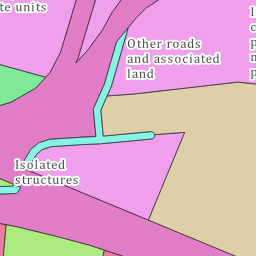 te units
Other roads
and associated
land
Isolated
structures